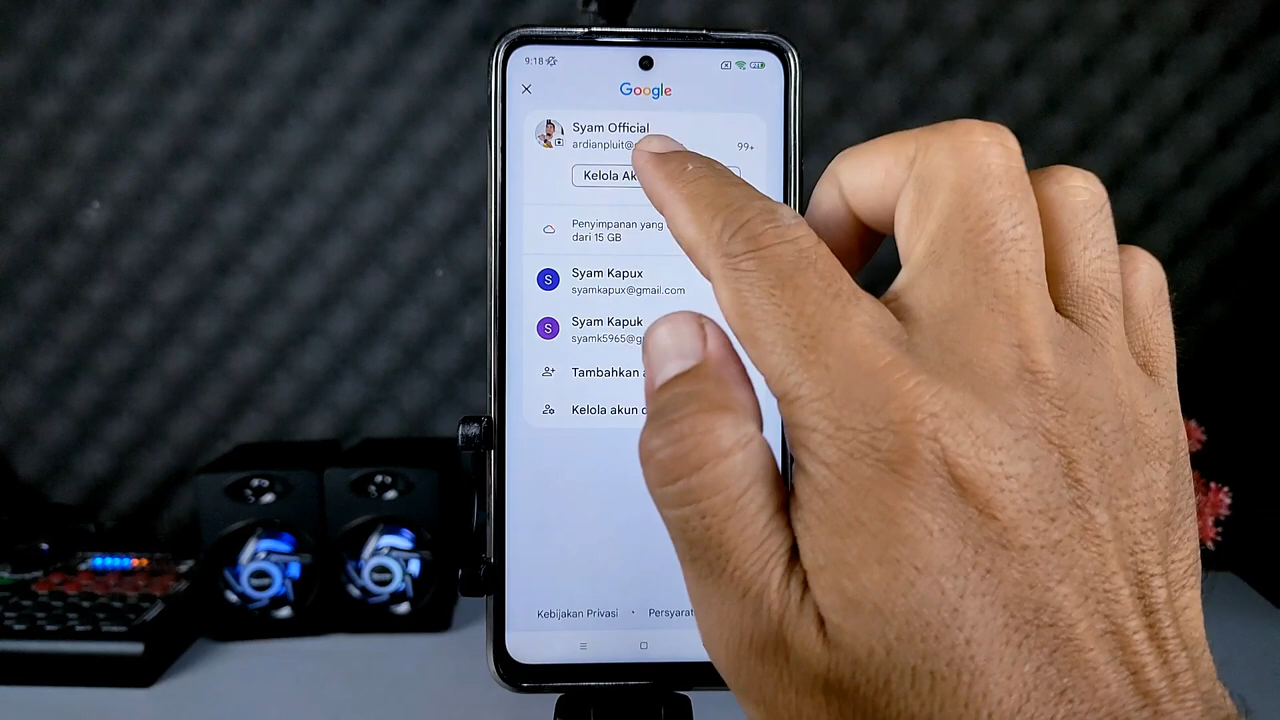 9:18
Google
Syam Official
ardianpluit@
99+
Kelola Ak
Penyimpanan yang
dari 15 GB
S
Syam Kapux
syamkapux@gmail.com
S
Syam Kapuk
syamk5965@g
Tambahkan
Kelola akun
Kebijakan Privasi · Persyarat